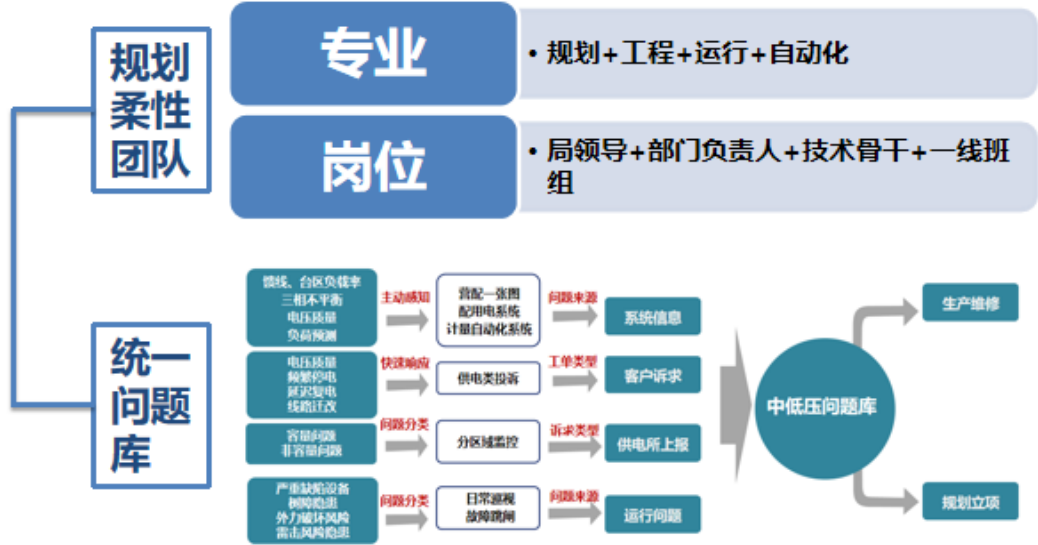 规划
柔性
团队
专业
• 规划+工程+运行+自动化
岗位
• 局领导+部门负责人+技术骨干+一线班
组
统一
问题
库
馈线、台区负载率
三相不平衡
电压质量
负荷预测
主动感知
营配一张图
配用电系统
计量自动化系统
问题来源
系统信息
电压质量
频繁停电
延迟复电
线路迁改
快速响应
供电类投诉
工单类型
客户诉求
容量问题
非容量问题
问题分类
分区域监控
诉求类型
供电所上报
严重缺陷设备
树障隐患
外力破坏风险
雷击风险隐患
问题分类
日常巡视
故障跳闸
问题来源
运行问题
中低压问题库
生产维修
规划立项